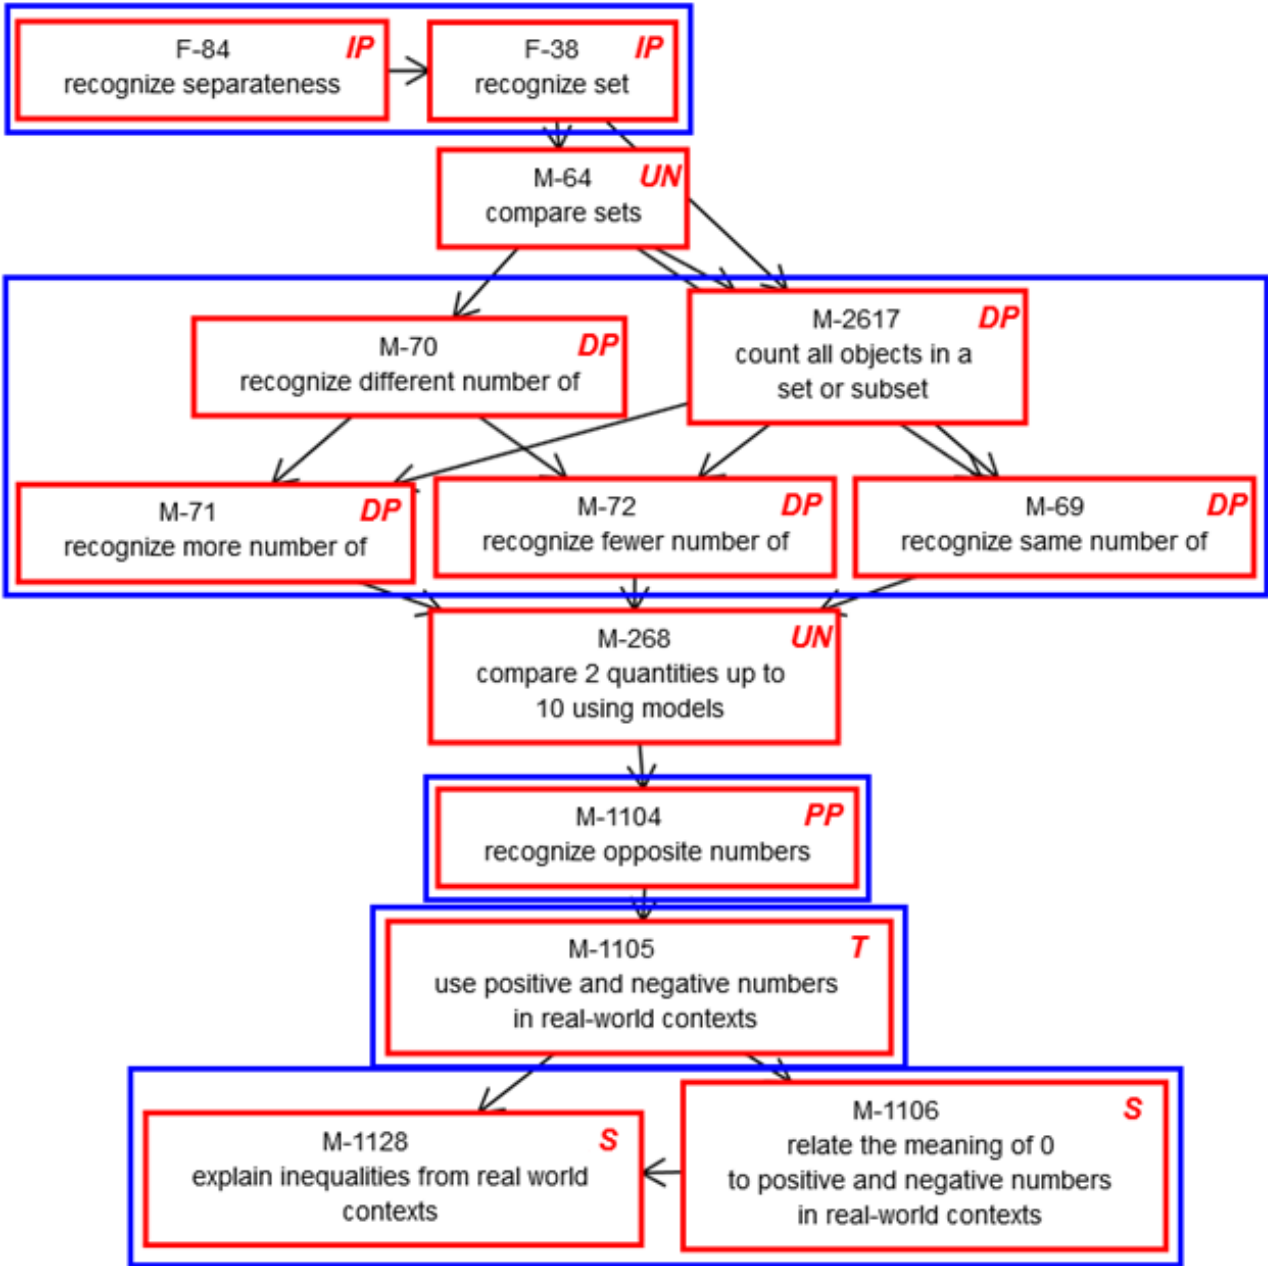 F-84 IP
recognize separateness
F-38 IP
recognize set
M-64 UN
compare sets
M-70 DP
recognize different number of
M-2617 DP
count all objects in a
set or subset
M-71 DP
recognize more number of
M-72 DP
recognize fewer number of
M-69 DP
recognize same number of
M-268 UN
compare 2 quantities up to
10 using models
M-1104 PP
recognize opposite numbers
M-1105 T
use positive and negative numbers
in real-world contexts
M-1128 S
explain inequalities from real world
contexts
M-1106 S
relate the meaning of 0
to positive and negative numbers
in real-world contexts